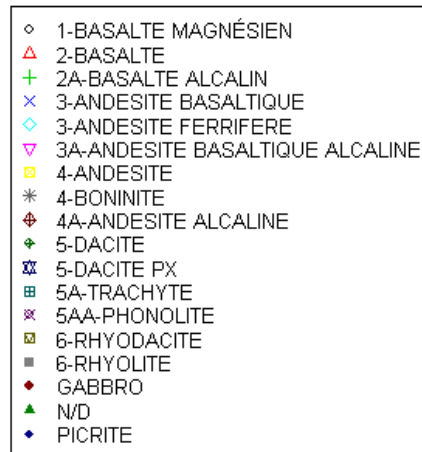 1-BASALTE MAGNÉSIEN
2-BASALTE
2A-BASALTE ALCALIN
3-ANDESITE BASALTIQUE
3-ANDESITE FERRIFERE
3A-ANDESITE BASALTIQUE ALCALINE
4-ANDESITE
4-BONINITE
4A-ANDESITE ALCALINE
5-DACITE
5-DACITE PX
5A-TRACHYTE
5AA-PHONOLITE
6-RHYODACITE
6-RHYOLITE
GABBRO
N/D
PICRITE